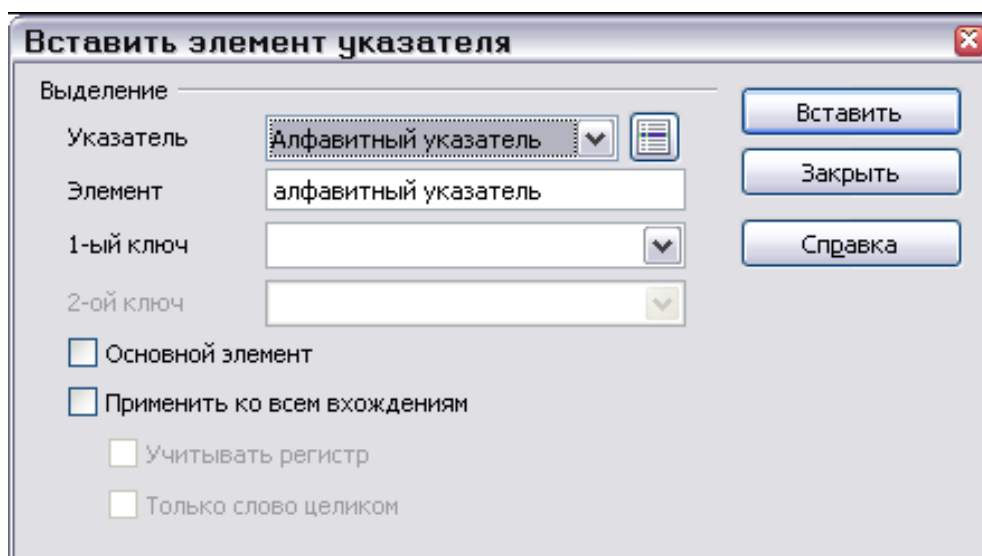 Вставить элемент указателя
Выделение
Указатель Алфавитный указатель
Элемент алфавитный указатель
1-ый ключ
2-ой ключ
Основной элемент
Применить ко всем вхождениям
Учитывать регистр
Только слово целиком
Вставить
Закрыть
Справка